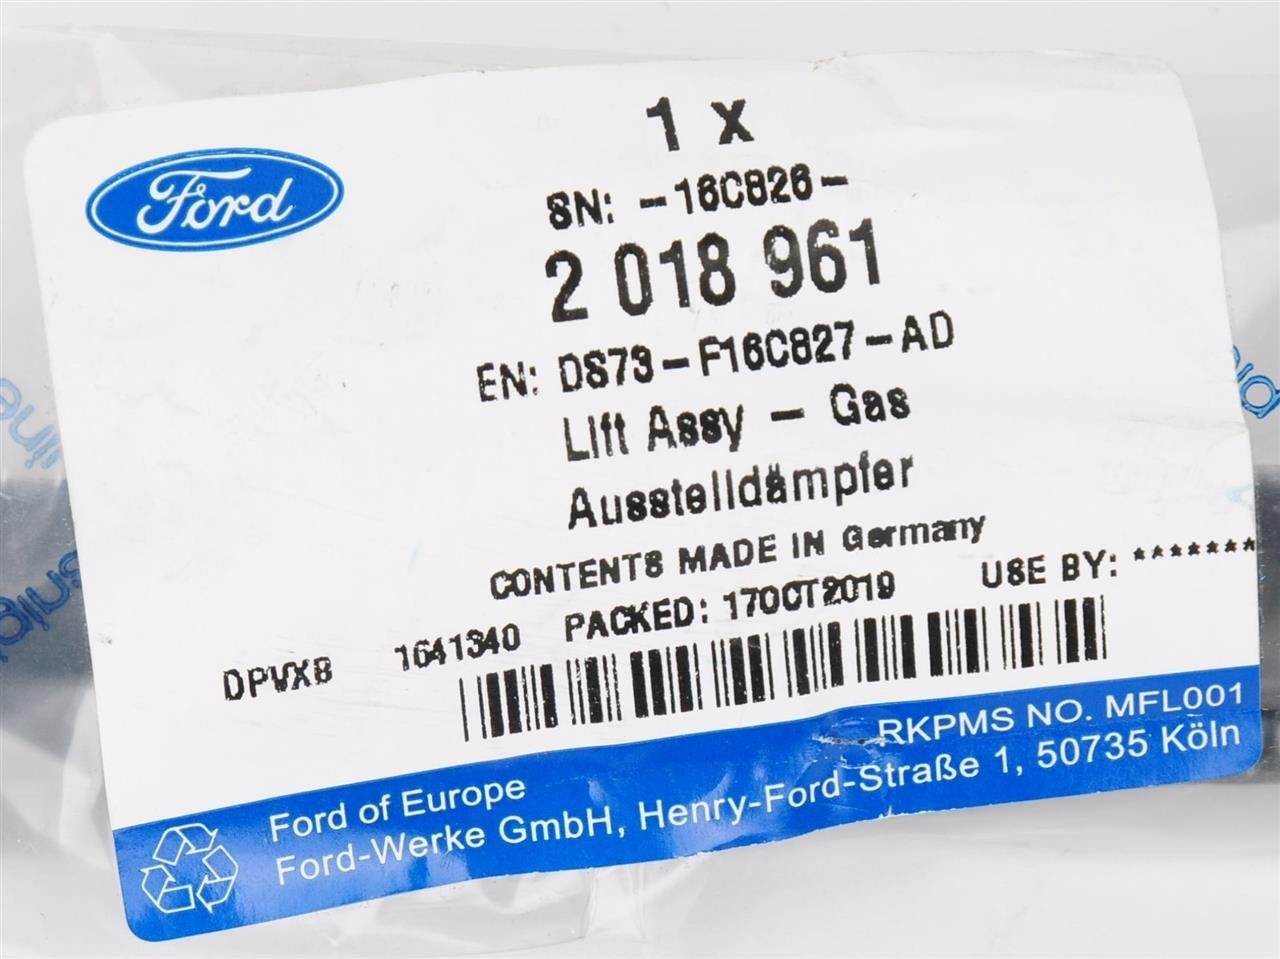 Ford
1 x
SN: -16C826-
2 018 961
EN: DS73-F16C827-AD
Lift Assy - Gas
Ausstelldämpfer
CONTENTS MADE IN Germany
PACKED: 17OCT2019
USE BY: *******
DPVXB 1641340
RKPMS NO. MFL001
Ford of Europe
Ford-Werke GmbH, Henry-Ford-Straße 1, 50735 Köln